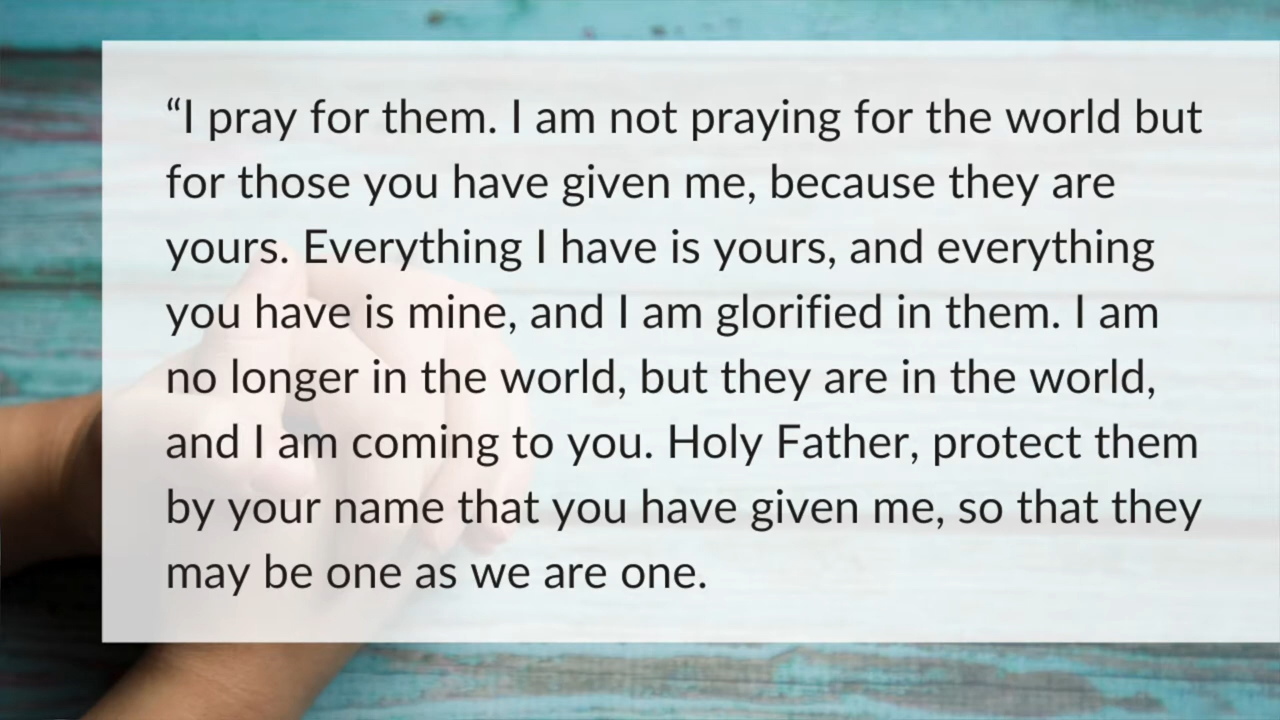 “I pray for them. I am not praying for the world but
for those you have given me, because they are
yours. Everything I have is yours, and everything
you have is mine, and I am glorified in them. I am
no longer in the world, but they are in the world,
and I am coming to you. Holy Father, protect them
by your name that you have given me, so that they
may be one as we are one.